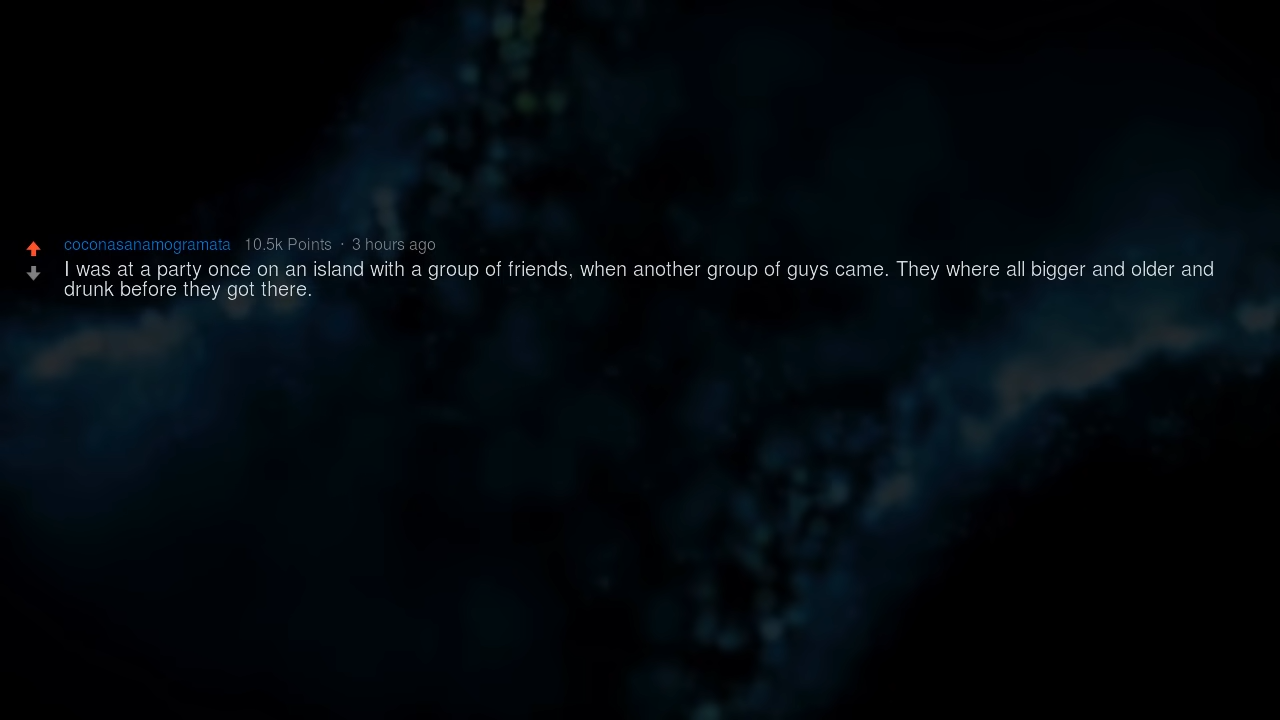 coconasanamogramata 10.5k Points · 3 hours ago
I was at a party once on an island with a group of friends, when another group of guys came. They where all bigger and older and
drunk before they got there.